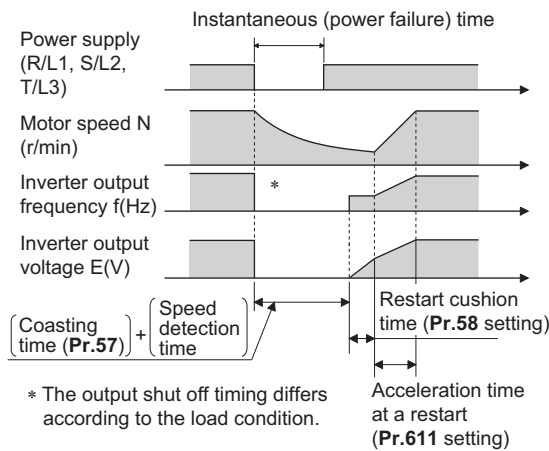 Instantaneous (power failure) time
Power supply
(R/L1, S/L2,
T/L3)
Motor speed N
(r/min)
Inverter output
frequency f(Hz)
*
Inverter output
voltage E(V)
Coasting
time (Pr.57)
+
Speed
detection
time
Restart cushion
time (Pr.58 setting)
* The output shut off timing differs
according to the load condition.
Acceleration time
at a restart
(Pr.611 setting)